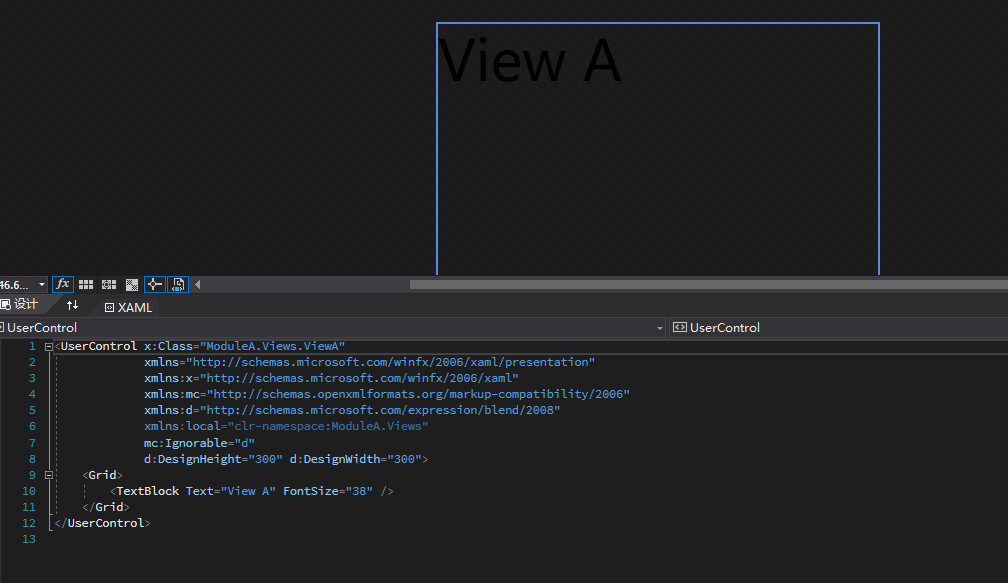 View A
46.6...
fx
设计
XAML
UserControl
UserControl
1 <UserControl x:Class="ModuleA.Views.ViewA"
2 xmlns="http://schemas.microsoft.com/winfx/2006/xaml/presentation"
3 xmlns:x="http://schemas.microsoft.com/winfx/2006/xaml"
4 xmlns:mc="http://schemas.openxmlformats.org/markup-compatibility/2006"
5 xmlns:d="http://schemas.microsoft.com/expression/blend/2008"
6 xmlns:local="clr-namespace:ModuleA.Views"
7 mc:Ignorable="d"
8 d:DesignHeight="300" d:DesignWidth="300">
9 <Grid>
10 <TextBlock Text="View A" FontSize="38" />
11 </Grid>
12 </UserControl>
13